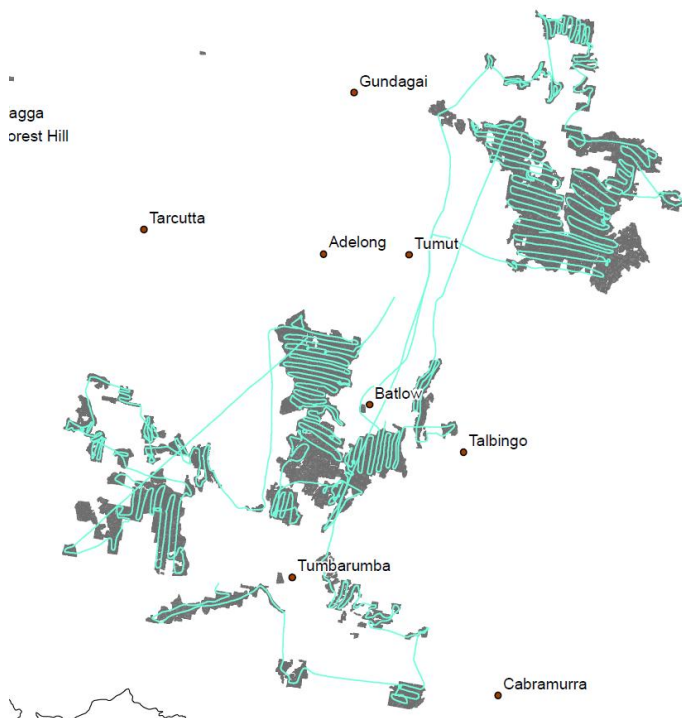 Gundagai
agga
orest Hill
Tarcutta
Adelong
Tumut
Batlow
Talbingo
Tumbarumba
Cabramurra